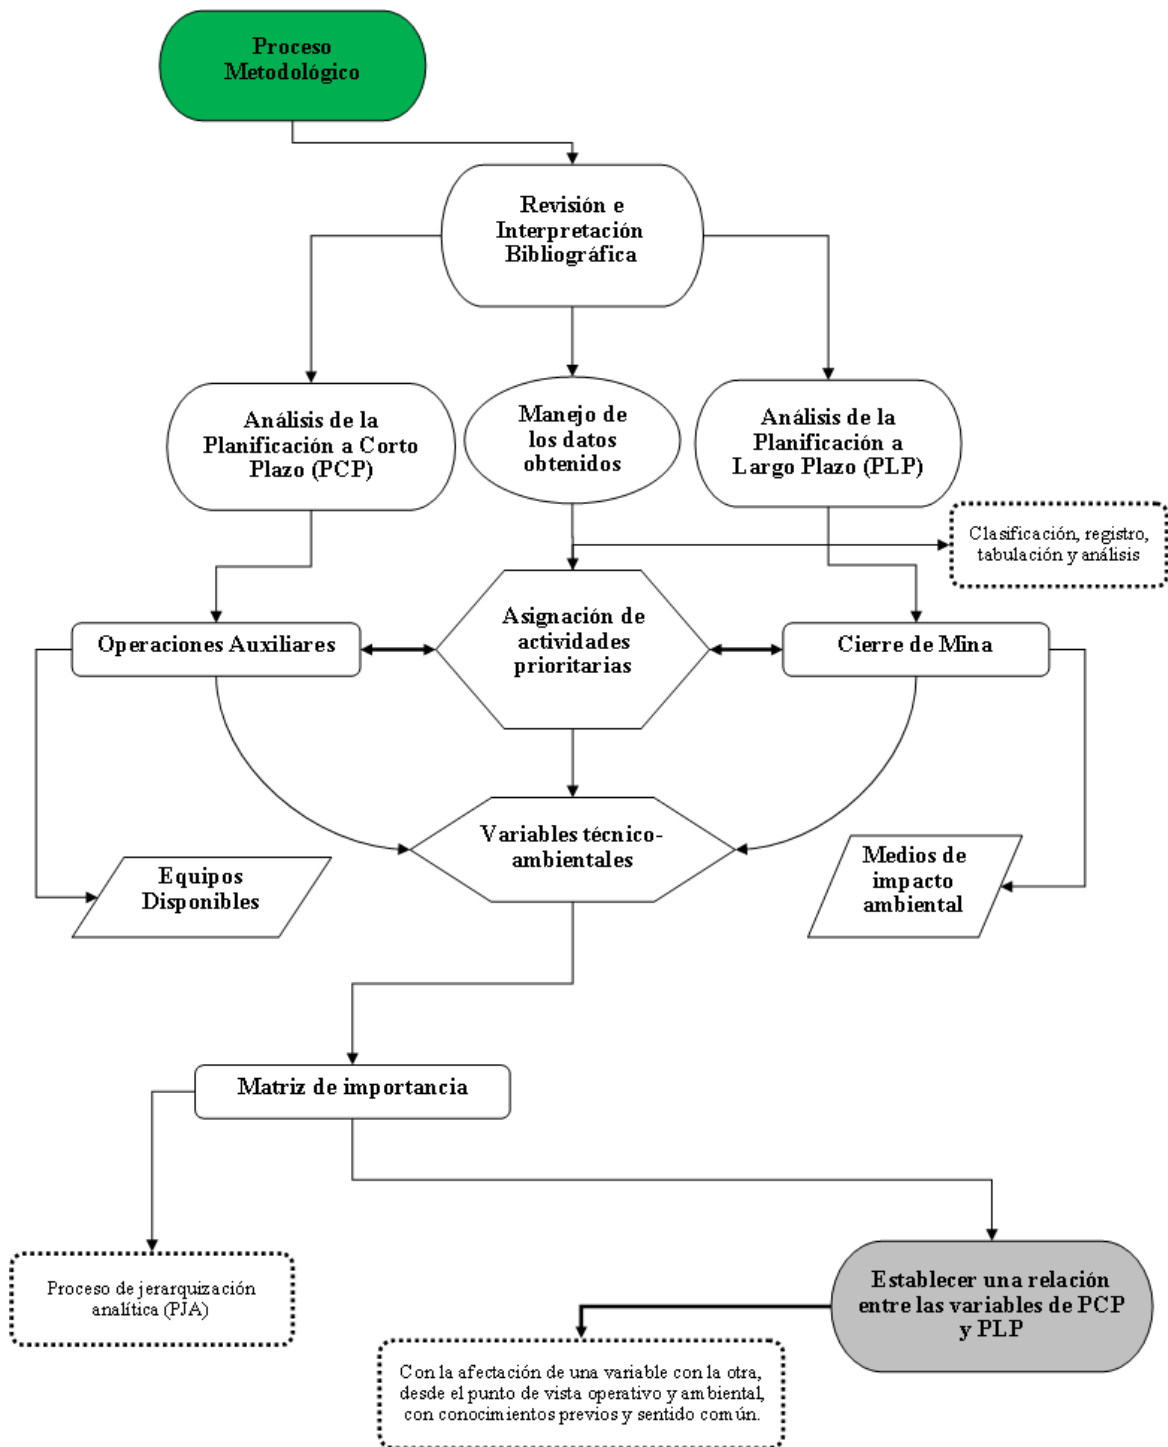 Proceso
Metodológico
Revisión e
Interpretación
Bibliográfica
Análisis de la
Planificación a Corto
Plazo (PCP)
Manejo de
los datos
obtenidos
Análisis de la
Planificación a
Largo Plazo (PLP)
Clasificación, registro,
tabulación y análisis
Operaciones Auxiliares
Asignación de
actividades
prioritarias
Cierre de Mina
Variables técnico-
ambientales
Equipos
Disponibles
Medios de
impacto
ambiental
Matriz de importancia
Proceso de jerarquización
analítica (PJA)
Establecer una relación
entre las variables de PCP
y PLP
Con la afectación de una variable con la otra,
desde el punto de vista operativo y ambiental,
con conocimientos previos y sentido común.